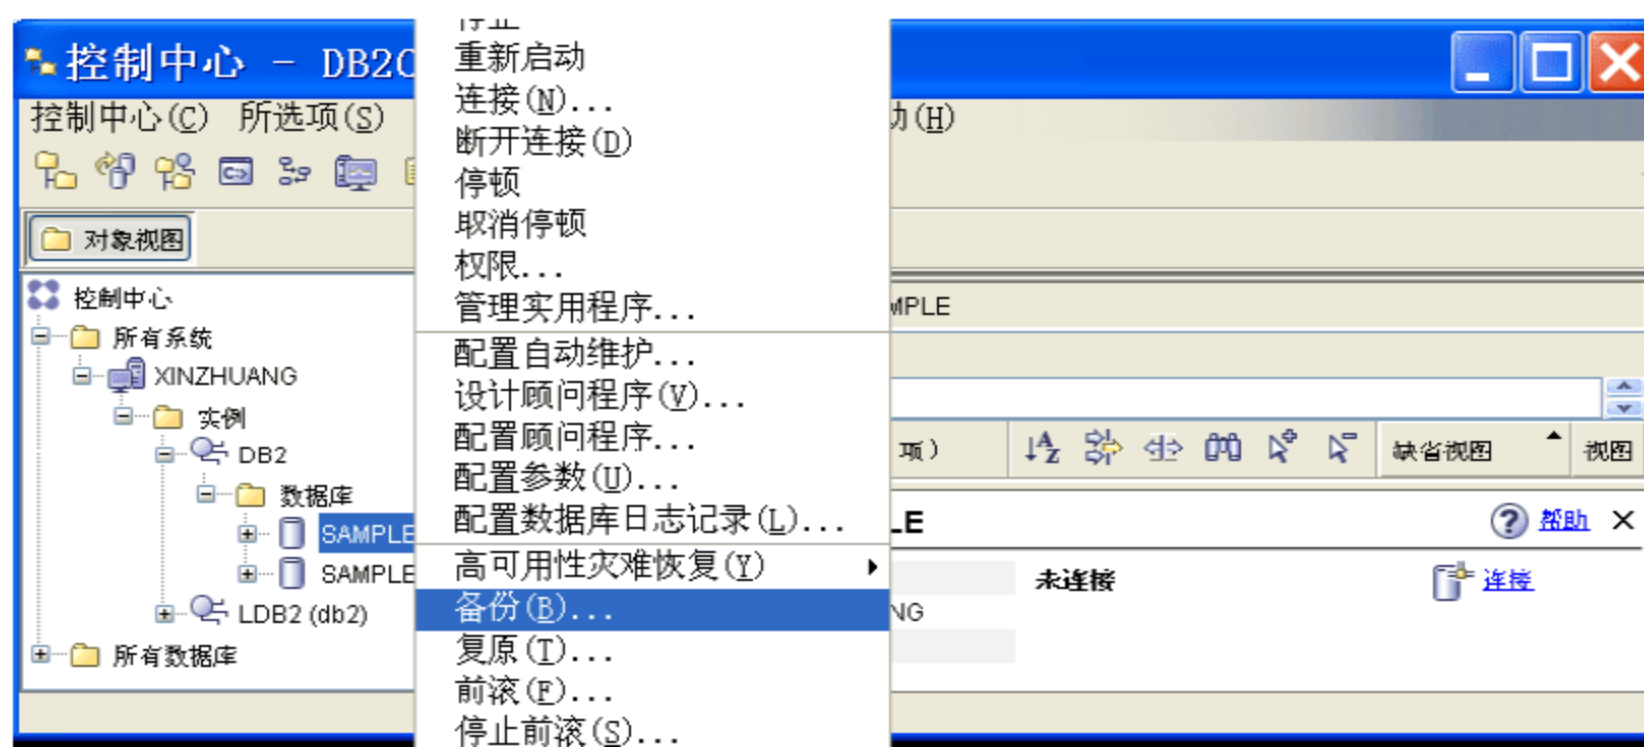 控制中心 - DB2C
控制中心(C) 所选项(S)
助(H)
对象视图
控制中心
所有系统
XINZHUANG
实例
DB2
数据库
SAMPLE
SAMPLE
LDB2 (db2)
所有数据库
停止
重新启动
连接(N)...
断开连接(D)
停顿
取消停顿
权限...
管理实用程序...
配置自动维护...
设计顾问程序(V)...
配置顾问程序...
配置参数(U)...
配置数据库日志记录(L)...
高可用性灾难恢复(Y)
备份(B)...
复原(T)...
前滚(F)...
停止前滚(S)...
MPLE
项)
缺省视图
视图
LE
帮助
未连接
连接
NG